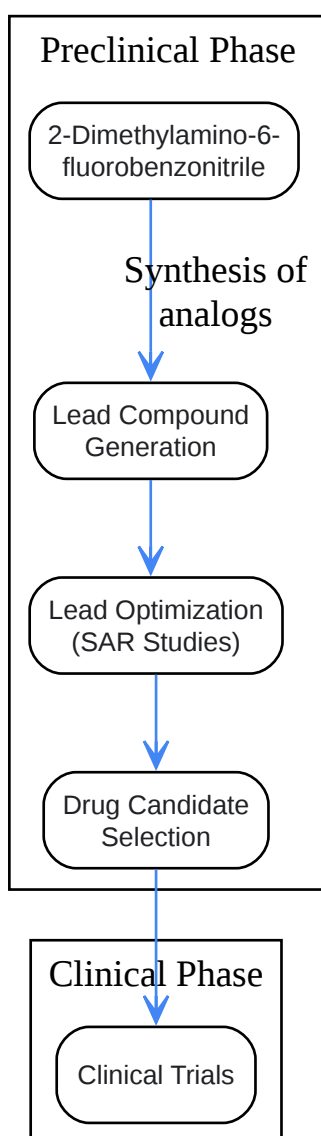 Preclinical Phase
2-Dimethylamino-6-
fluorobenzonitrile
Synthesis of
analogs
Lead Compound
Generation
Lead Optimization
(SAR Studies)
Drug Candidate
Selection
Clinical Phase
Clinical Trials